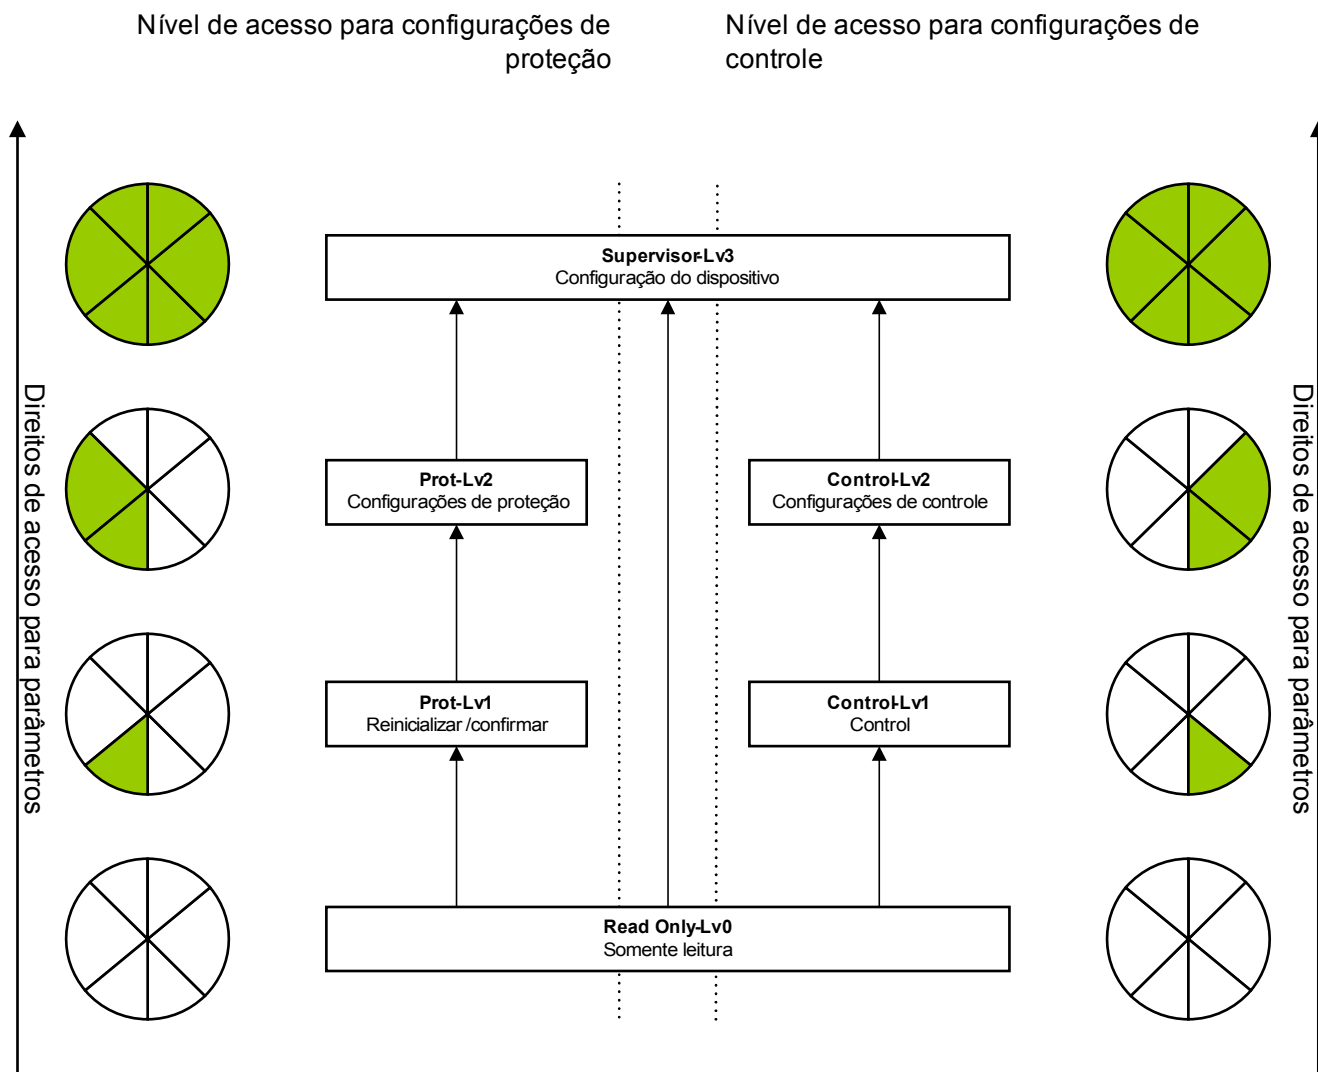 Nível de acesso para configurações de
proteção
Nível de acesso para configurações de
controle
Supervisor-Lv3
Configuração do dispositivo
Direitos de acesso para parâmetros
Direitos de acesso para parâmetros
Prot-Lv2
Configurações de proteção
Control-Lv2
Configurações de controle
Prot-Lv1
Reinicializar /confirmar
Control-Lv1
Control
Read Only-Lv0
Somente leitura